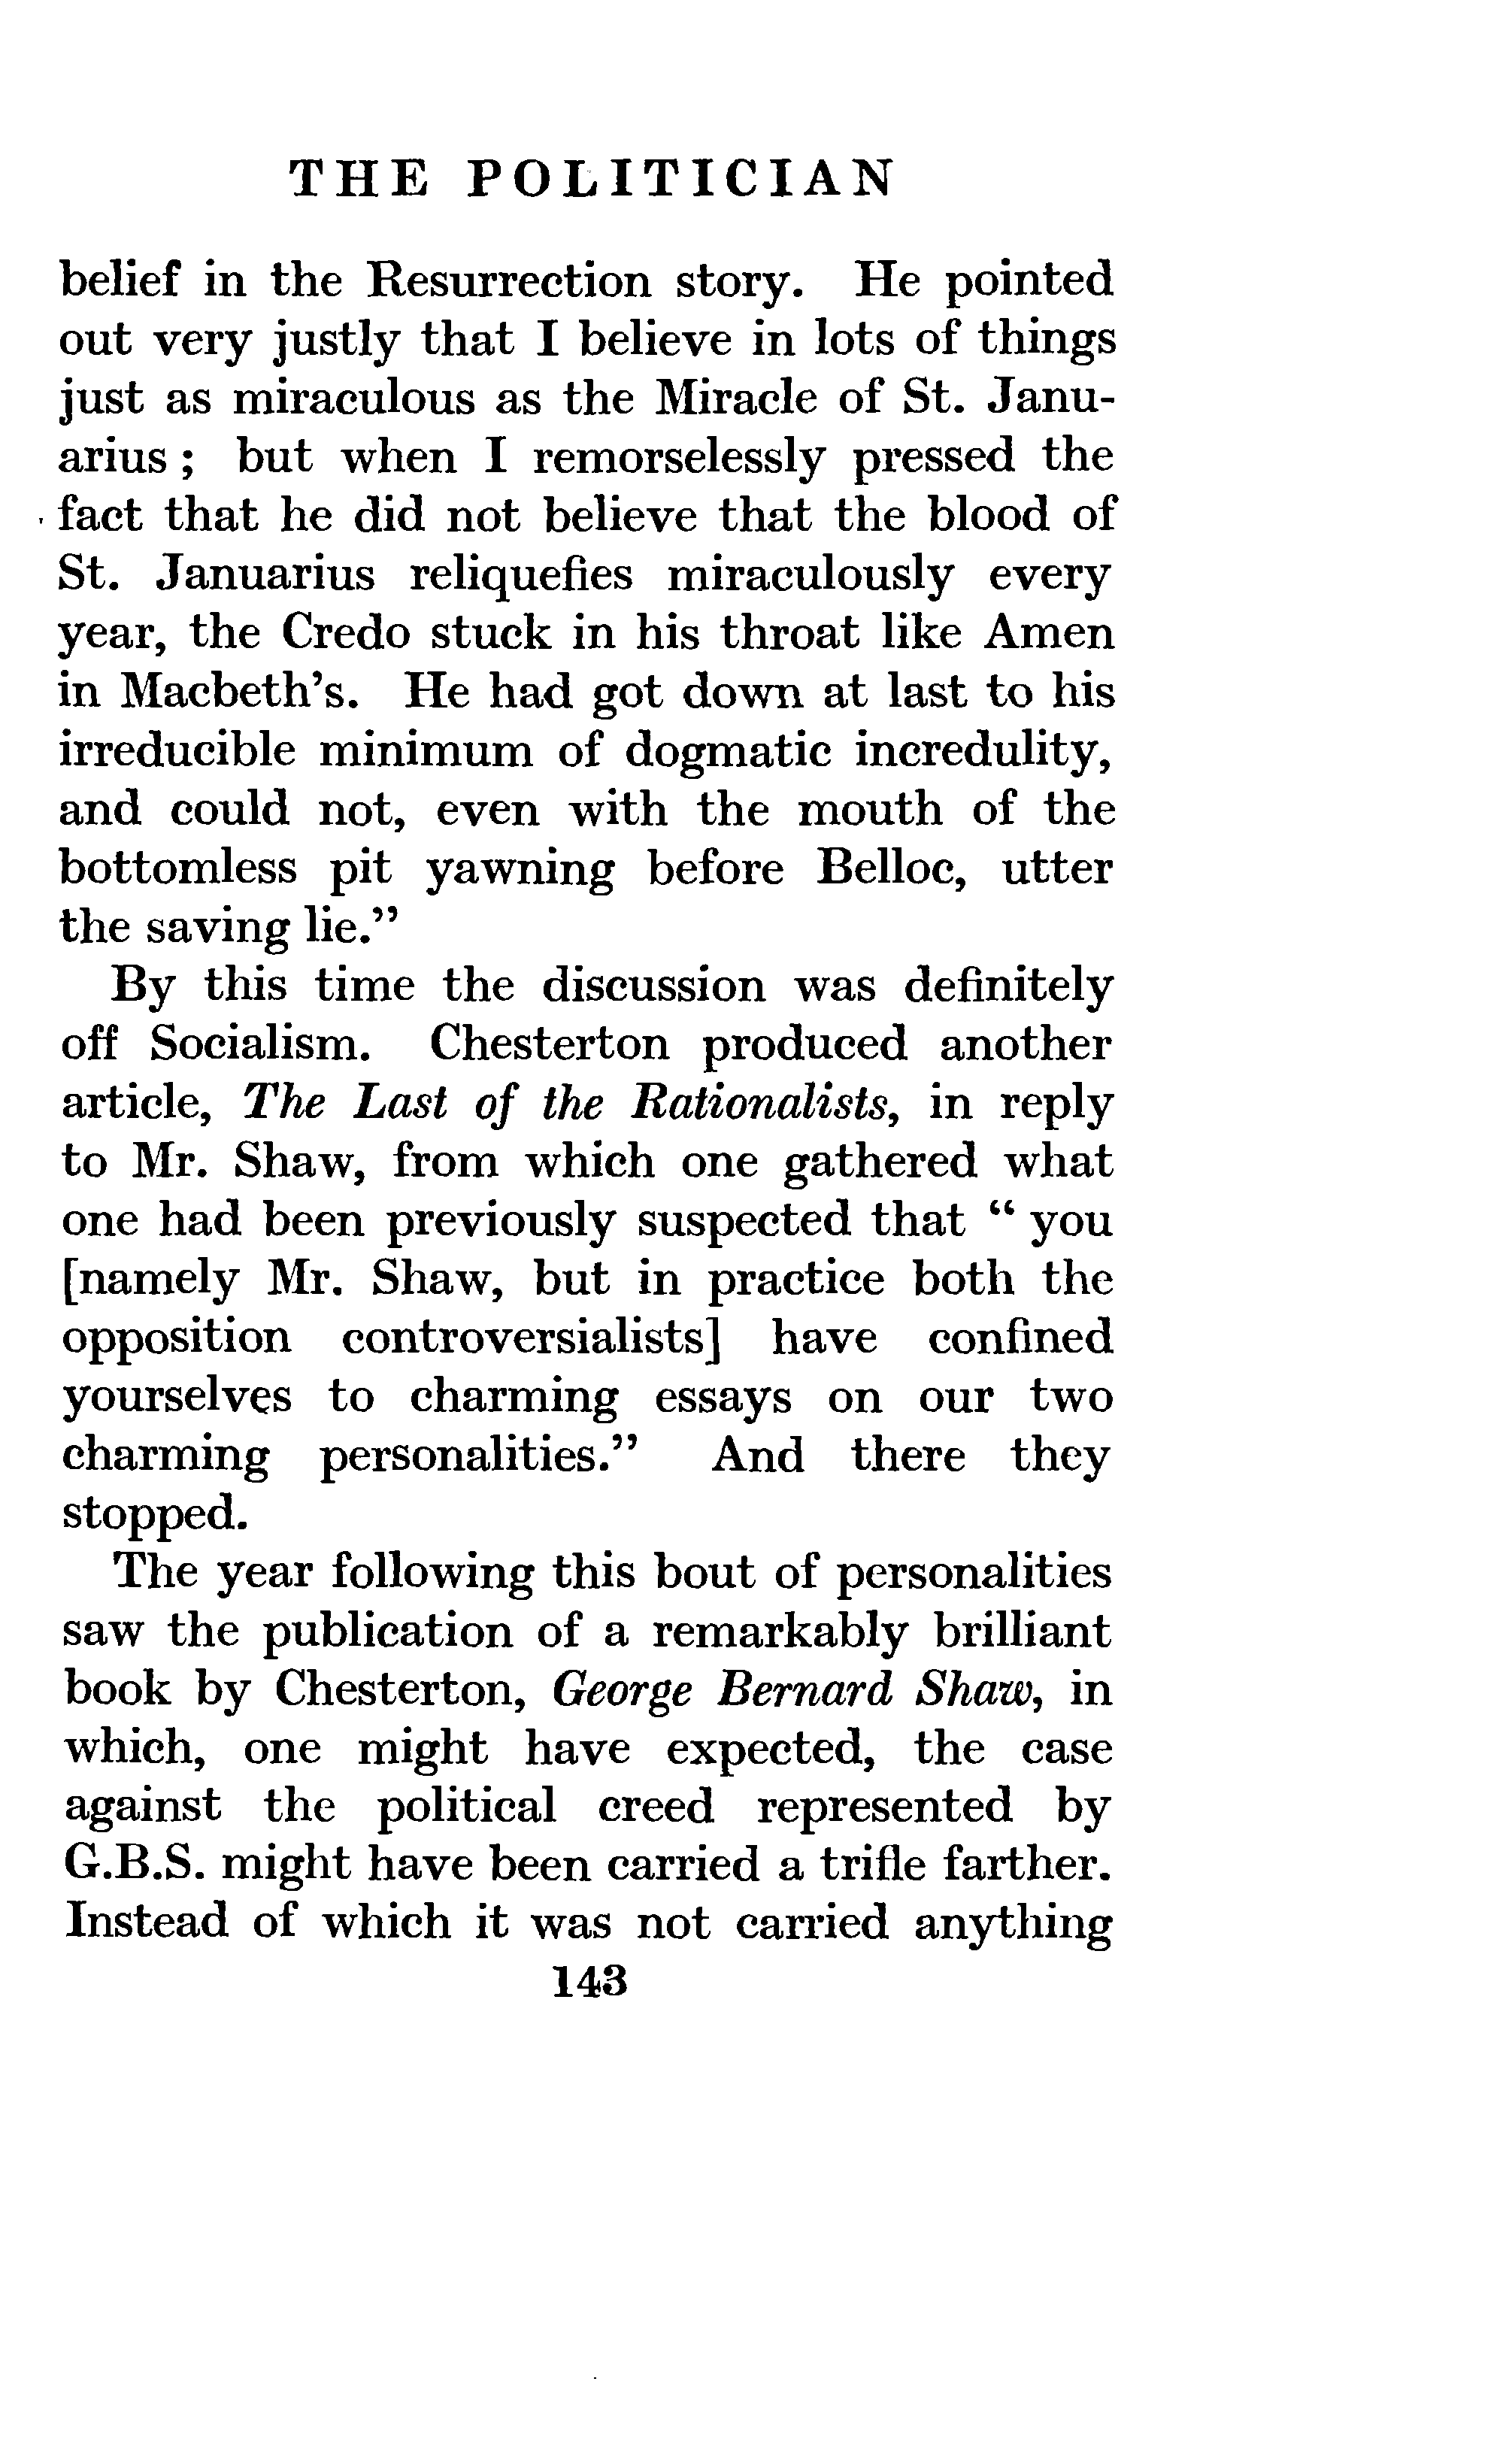 THE POLITICIAN
belief in the Resurrection story. He pointed
out very justly that I believe in lots of things
just as miraculous as the Miracle of St. Janu-
arius ; but when I remorselessly pressed the
fact that he did not believe that the blood of
St. Januarius reliquefies miraculously every
year, the Credo stuck in his throat like Amen
in Macbeth's. He had got down at last to his
irreducible minimum of dogmatic incredulity,
and could not, even with the mouth of the
bottomless pit yawning before Belloc, utter
the saving lie."
By this time the discussion was definitely
off Socialism. Chesterton produced another
article, The Last of the Rationalists, in reply
to Mr. Shaw, from which one gathered what
one had been previously suspected that " you
[namely Mr. Shaw, but in practice both the
opposition controversialists] have confined
yourselves to charming essays on our two
charming personalities." And there they
stopped.
The year following this bout of personalities
saw the publication of a remarkably brilliant
book by Chesterton, George Bernard Shaw, in
which, one might have expected, the case
against the political creed represented by
G.B.S. might have been carried a trifle farther.
Instead of which it was not carried anything
143